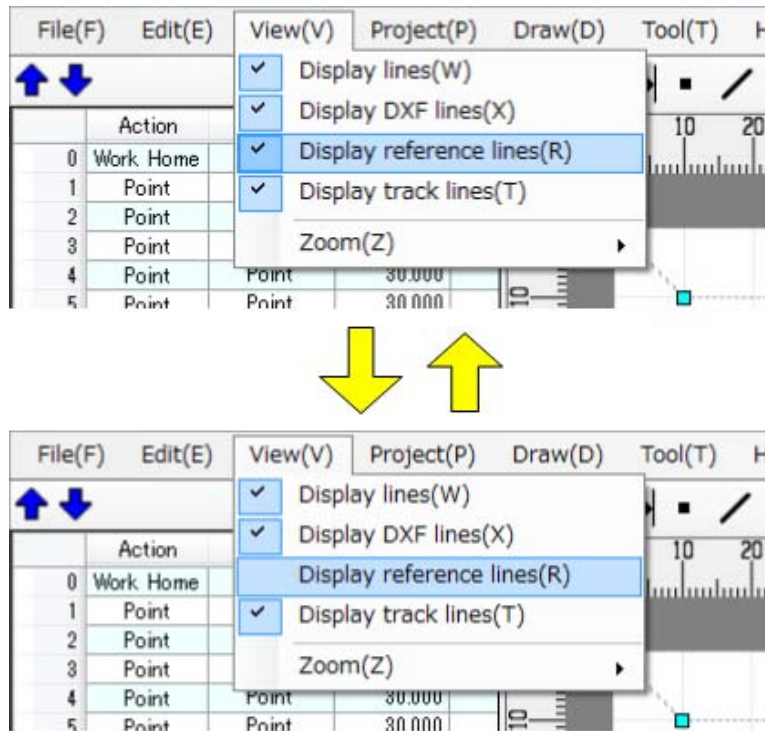 File(F) Edit(E) View(V) Project(P) Draw(D) Tool(T) H
Display lines(W)
Display DXF lines(X)
Display reference lines(R)
Display track lines(T)
Zoom(Z)
Action
10 20
0 Work Home
1 Point
2 Point
3 Point
4 Point Point 30.000
5 Point Point 30.000
10
File(F) Edit(E) View(V) Project(P) Draw(D) Tool(T) H
Display lines(W)
Display DXF lines(X)
Display reference lines(R)
Display track lines(T)
Zoom(Z)
Action
10 20
0 Work Home
1 Point
2 Point
3 Point
4 Point Point 30.000
5 Point Point 30.000
10